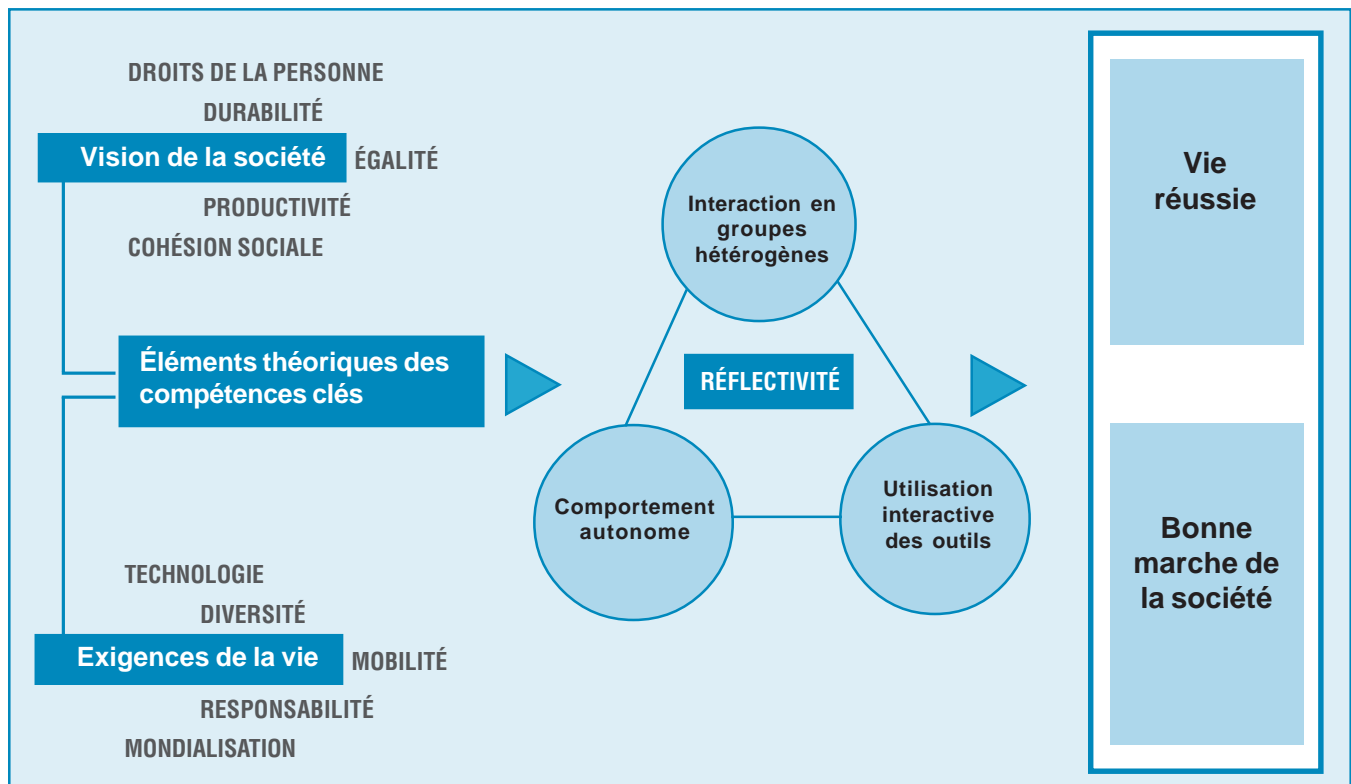 DROITS DE LA PERSONNE
DURABILITÉ
Vision de la société
ÉGALITÉ
PRODUCTIVITÉ
COHÉSION SOCIALE
Éléments théoriques des
compétences clés
TECHNOLOGIE
DIVERSITÉ
Exigences de la vie
MOBILITÉ
RESPONSABILITÉ
MONDIALISATION
Interaction en
groupes
hétérogènes
RÉFLECTIVITÉ
Comportement
autonome
Utilisation
interactive
des outils
Vie
réussie
Bonne
marche de
la société